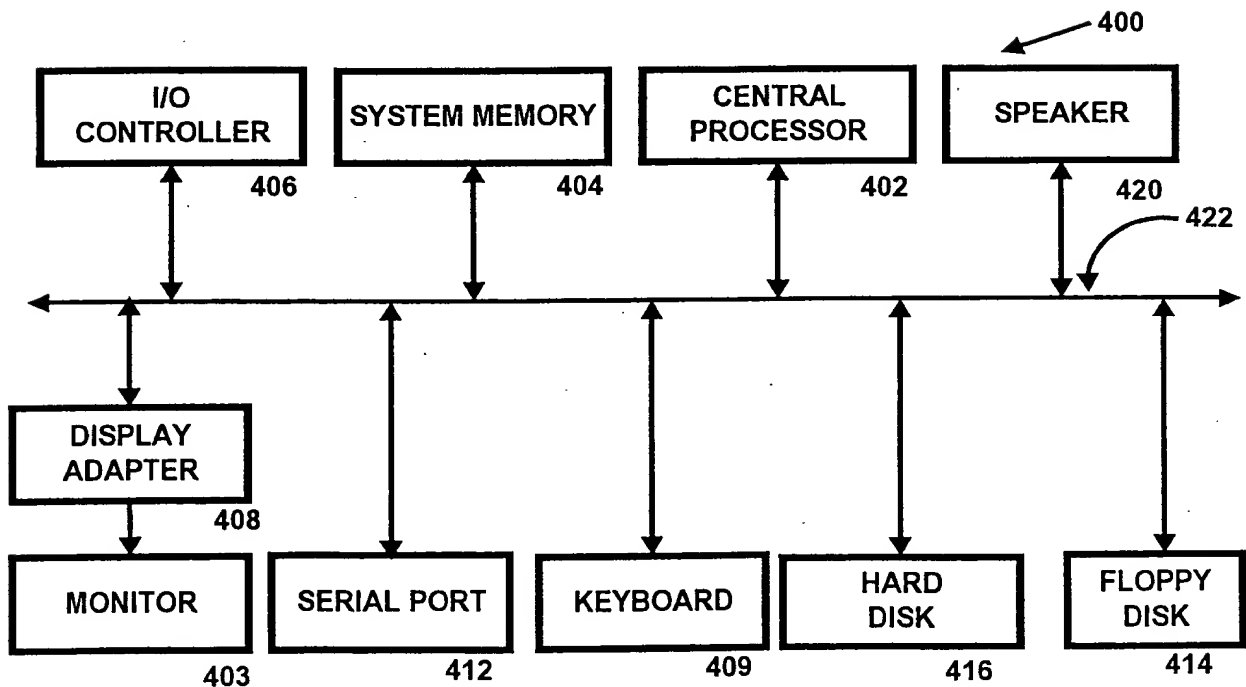 400
I/O
CONTROLLER
406
SYSTEM MEMORY
404
CENTRAL
PROCESSOR
402
SPEAKER
420
422
DISPLAY
ADAPTER
408
MONITOR
403
SERIAL PORT
412
KEYBOARD
409
HARD
DISK
416
FLOPPY
DISK
414